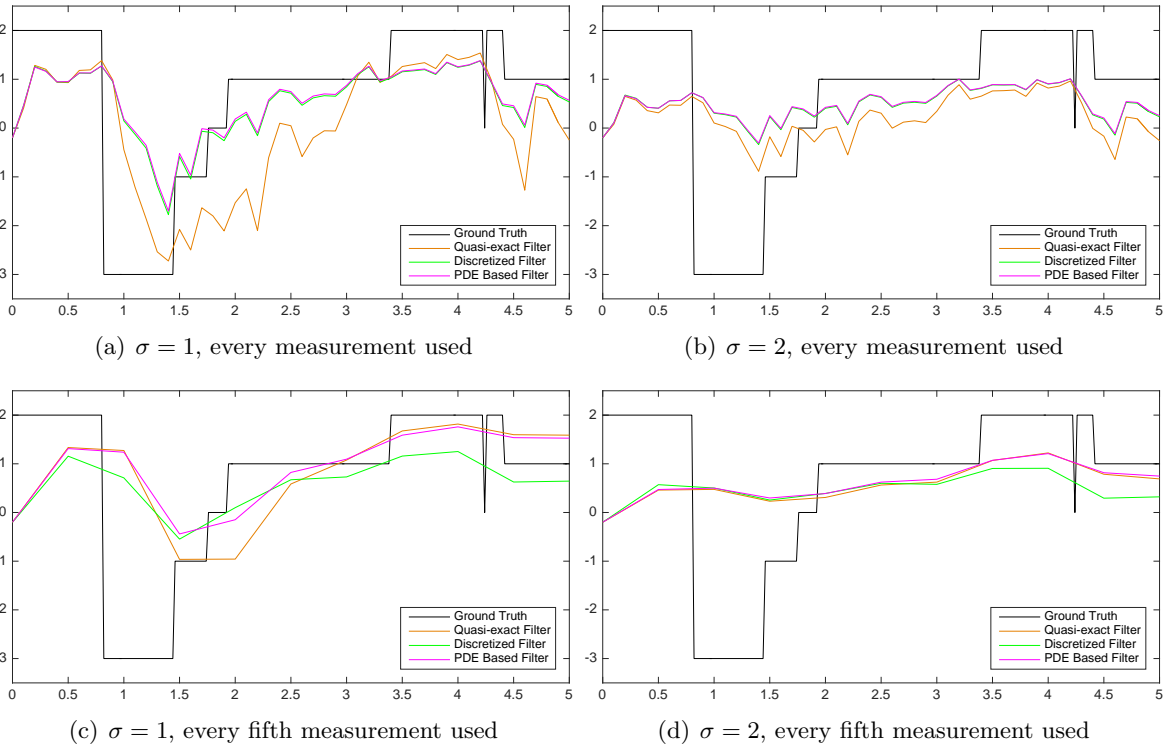 2
1
0
-1
-2
-3
0 0.5 1 1.5 2 2.5 3 3.5 4 4.5 5
Ground Truth
Quasi-exact Filter
Discretized Filter
PDE Based Filter
(a) σ = 1, every measurement used
2
1
0
-1
-2
-3
0 0.5 1 1.5 2 2.5 3 3.5 4 4.5 5
Ground Truth
Quasi-exact Filter
Discretized Filter
PDE Based Filter
(b) σ = 2, every measurement used
2
1
0
-1
-2
-3
0 0.5 1 1.5 2 2.5 3 3.5 4 4.5 5
Ground Truth
Quasi-exact Filter
Discretized Filter
PDE Based Filter
(c) σ = 1, every fifth measurement used
2
1
0
-1
-2
-3
0 0.5 1 1.5 2 2.5 3 3.5 4 4.5 5
Ground Truth
Quasi-exact Filter
Discretized Filter
PDE Based Filter
(d) σ = 2, every fifth measurement used